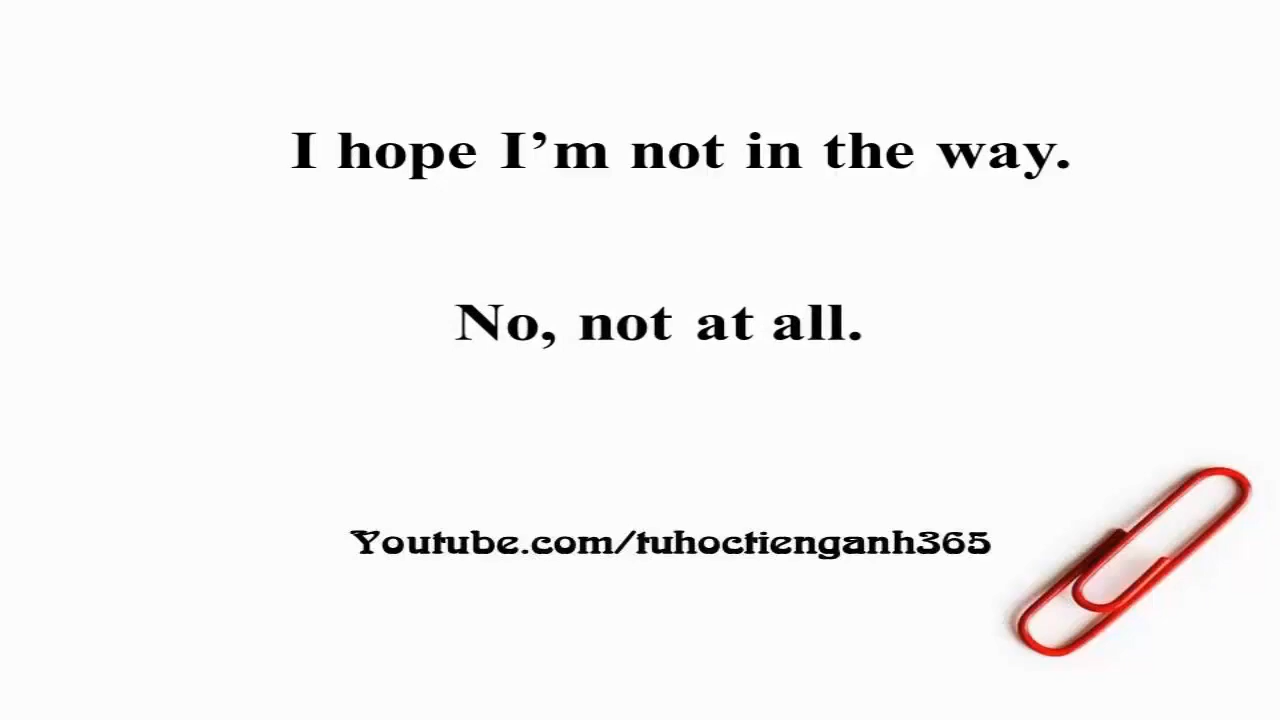 I hope I’m not in the way.
No, not at all.
Youtube.com/tuhoctienganh365